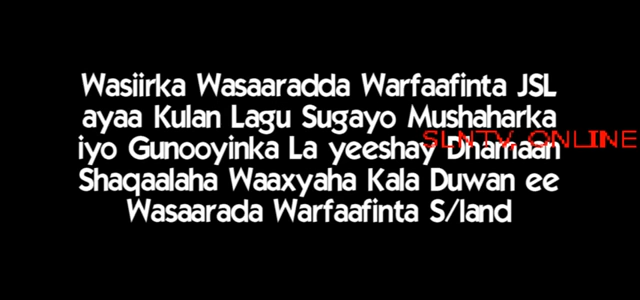 Wasiirka Wasaaradda Warfaafinta JSL
ayaa Kulan Lagu Sugayo Mushaharka
SLNTV, ONLINE
iyo Gunooyinka La yeeshay Dhamaan
Shaqaalaha Waaxyaha Kala Duwan ee
Wasaarada Warfaafinta S/land